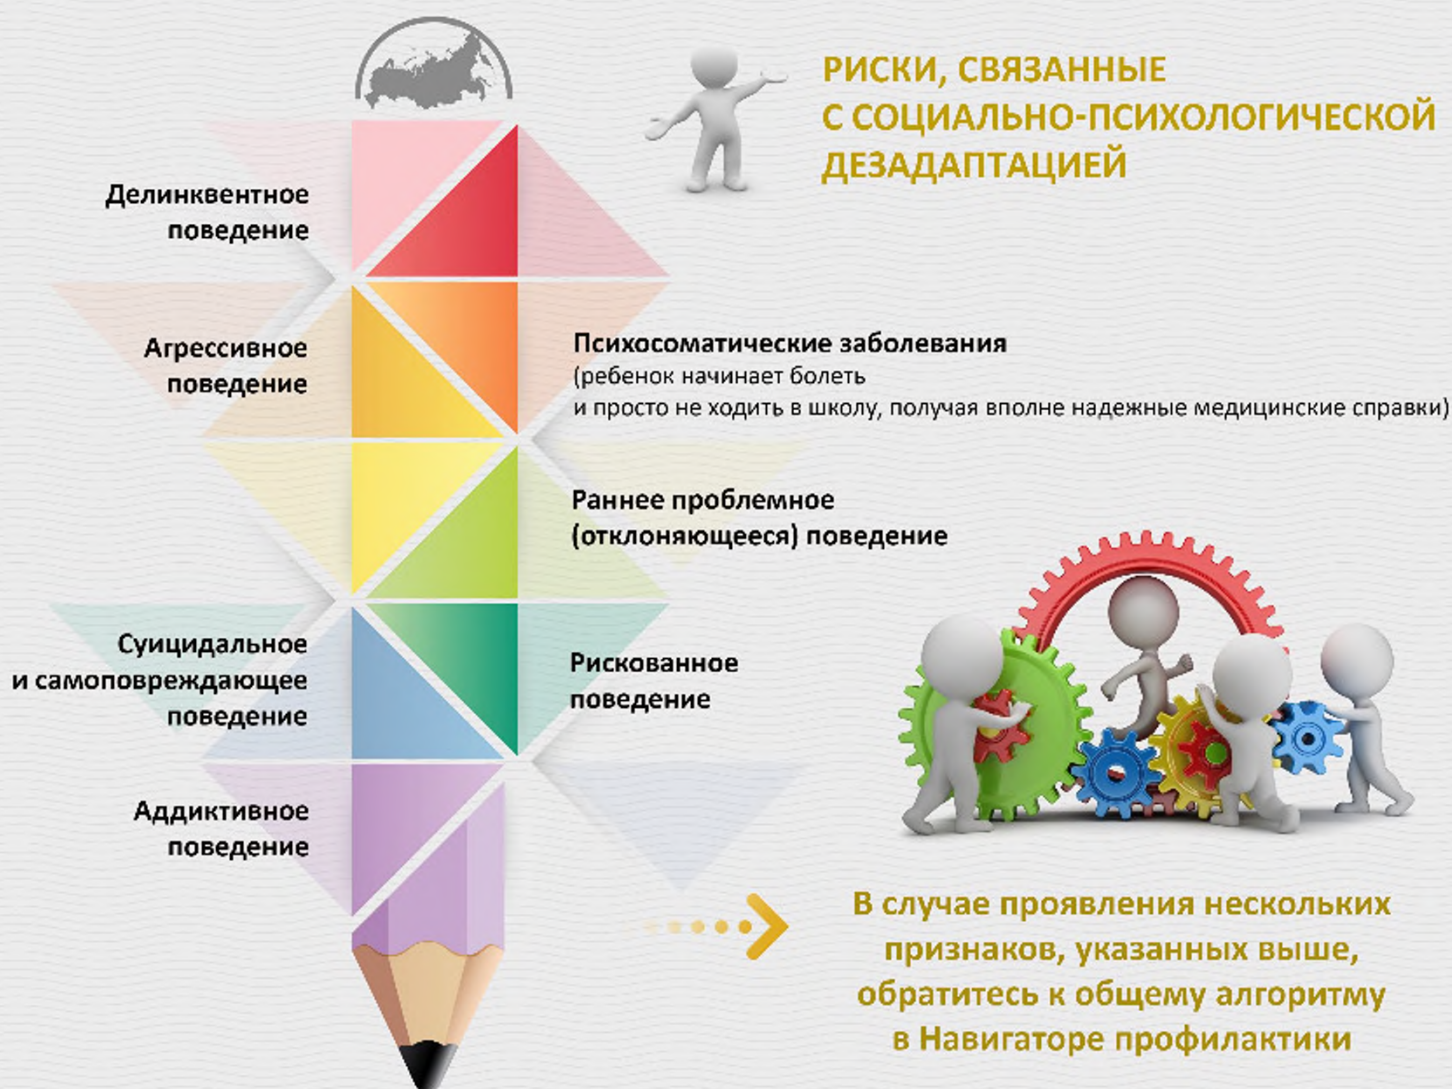 РИСКИ, СВЯЗАННЫЕ
С СОЦИАЛЬНО-ПСИХОЛОГИЧЕСКОЙ
ДЕЗАДАПТАЦИЕЙ
Делинквентное
поведение
Агрессивное
поведение
Психосоматические заболевания
(ребенок начинает болеть
и просто не ходить в школу, получая вполне надежные медицинские справки)
Раннее проблемное
(отклоняющееся) поведение
Суицидальное
и самоповреждающее
поведение
Рискованное
поведение
Аддиктивное
поведение
В случае проявления нескольких
признаков, указанных выше,
обратитесь к общему алгоритму
в Навигаторе профилактики